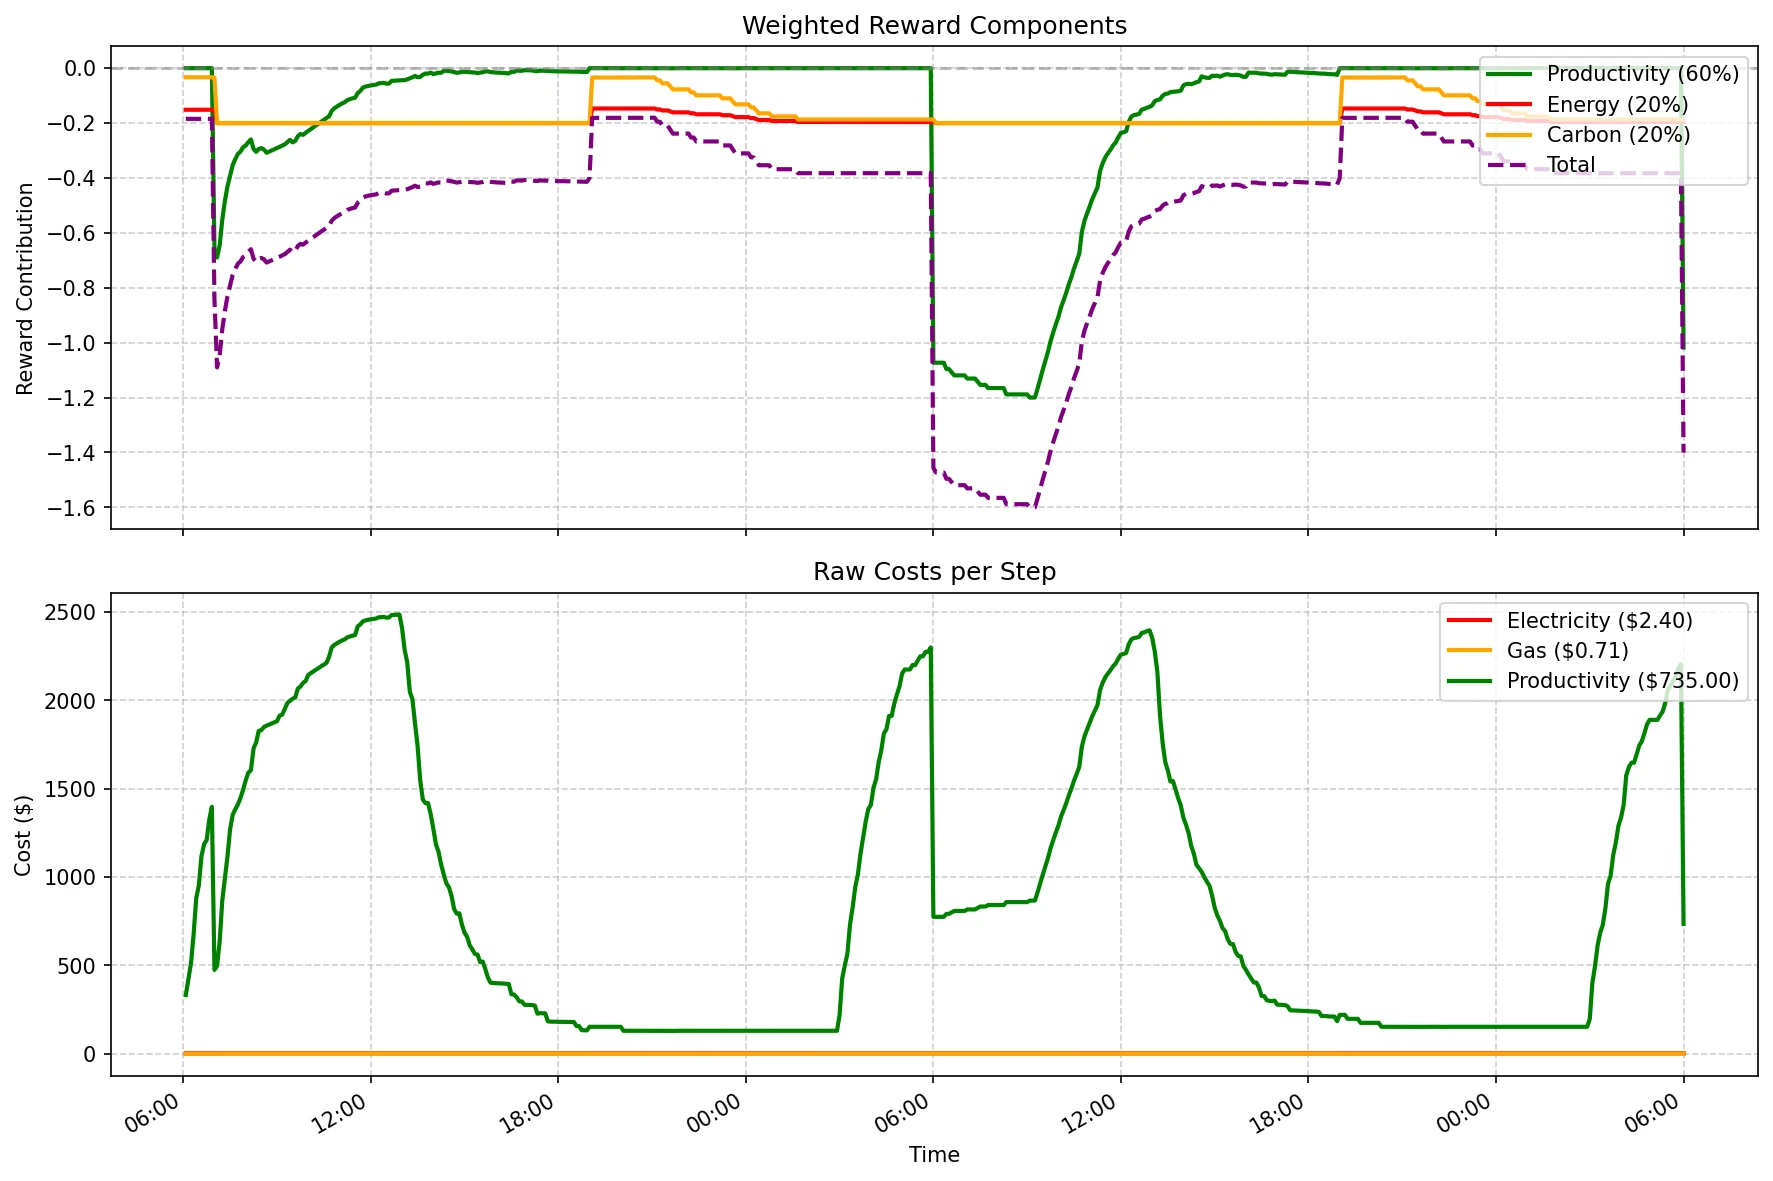 Weighted Reward Components
Reward Contribution
0.0
−0.2
−0.4
−0.6
−0.8
−1.0
−1.2
−1.4
−1.6
Productivity (60%)
Energy (20%)
Carbon (20%)
Total
Raw Costs per Step
Cost ($)
2500
2000
1500
1000
500
0
Electricity ($2.40)
Gas ($0.71)
Productivity ($735.00)
06:00
12:00
18:00
00:00
06:00
12:00
18:00
00:00
06:00
Time